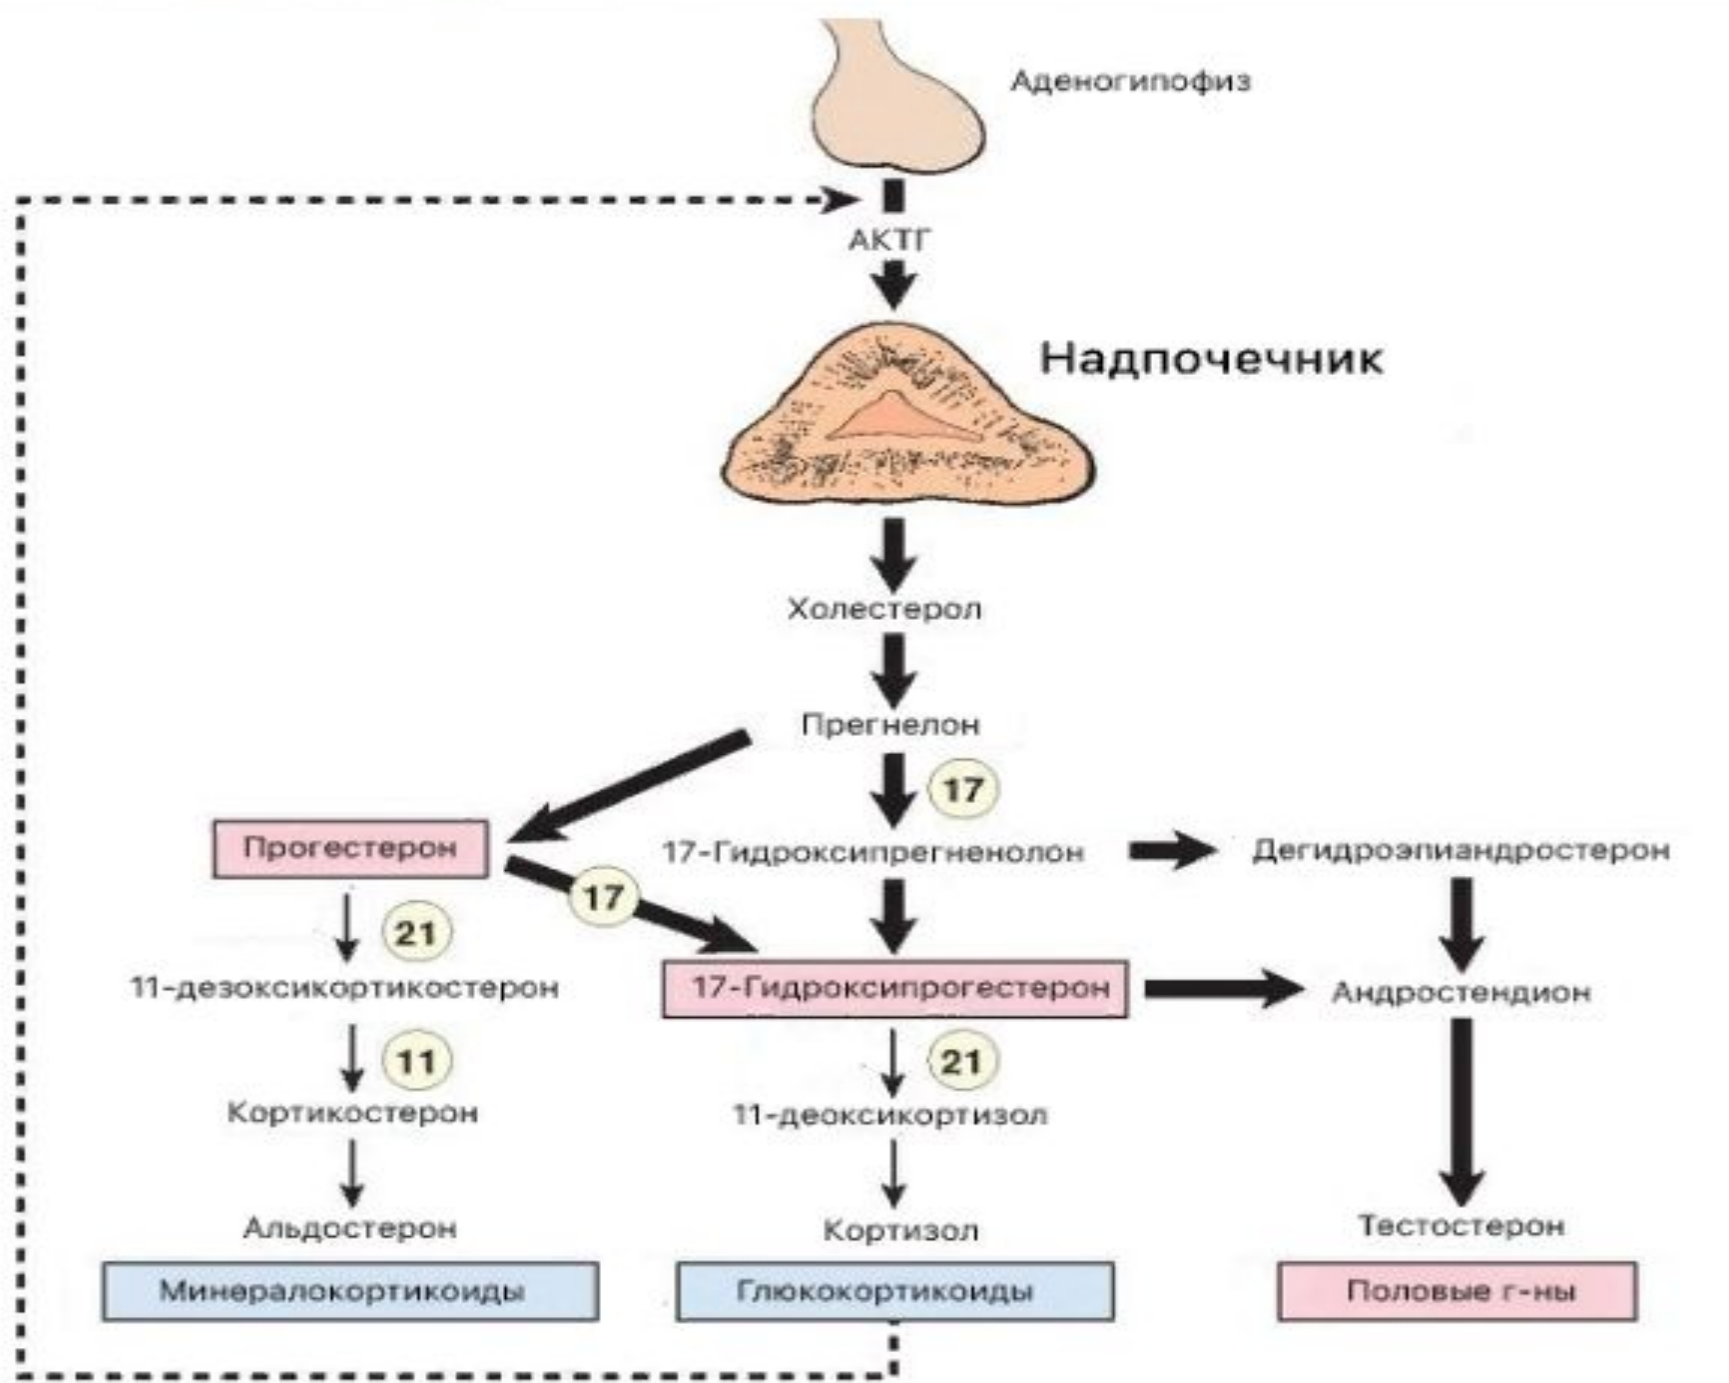 Аденогипофиз
АКТГ
Надпочечник
Холестерол
Прегнелон
17
Прогестерон
17-Гидроксипрегненолон
Дегидроэпиандростерон
17
21
11-дезоксикортикостерон
17-Гидроксипрогестерон
Андростендион
11
21
Кортикостерон
11-деоксикортизол
Альдостерон
Кортизол
Тестостерон
Минералокортикоиды
Глюкокортикоиды
Половые г-ны